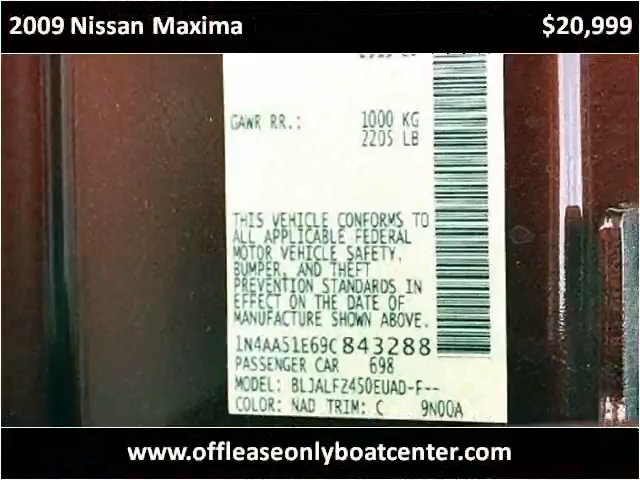 2009 Nissan Maxima $20,999
GAWR RR.: 1000 KG
2205 LB
THIS VEHICLE CONFORMS TO
ALL APPLICABLE FEDERAL
MOTOR VEHICLE SAFETY,
BUMPER, AND THEFT
PREVENTION STANDARDS IN
EFFECT ON THE DATE OF
MANUFACTURE SHOWN ABOVE.
1N4AA51E69C843288
PASSENGER CAR 698
MODEL: BLJALFZ450EUAD-F--
COLOR: NAD TRIM: C 9N00A
www.offleaseonlyboatcenter.com